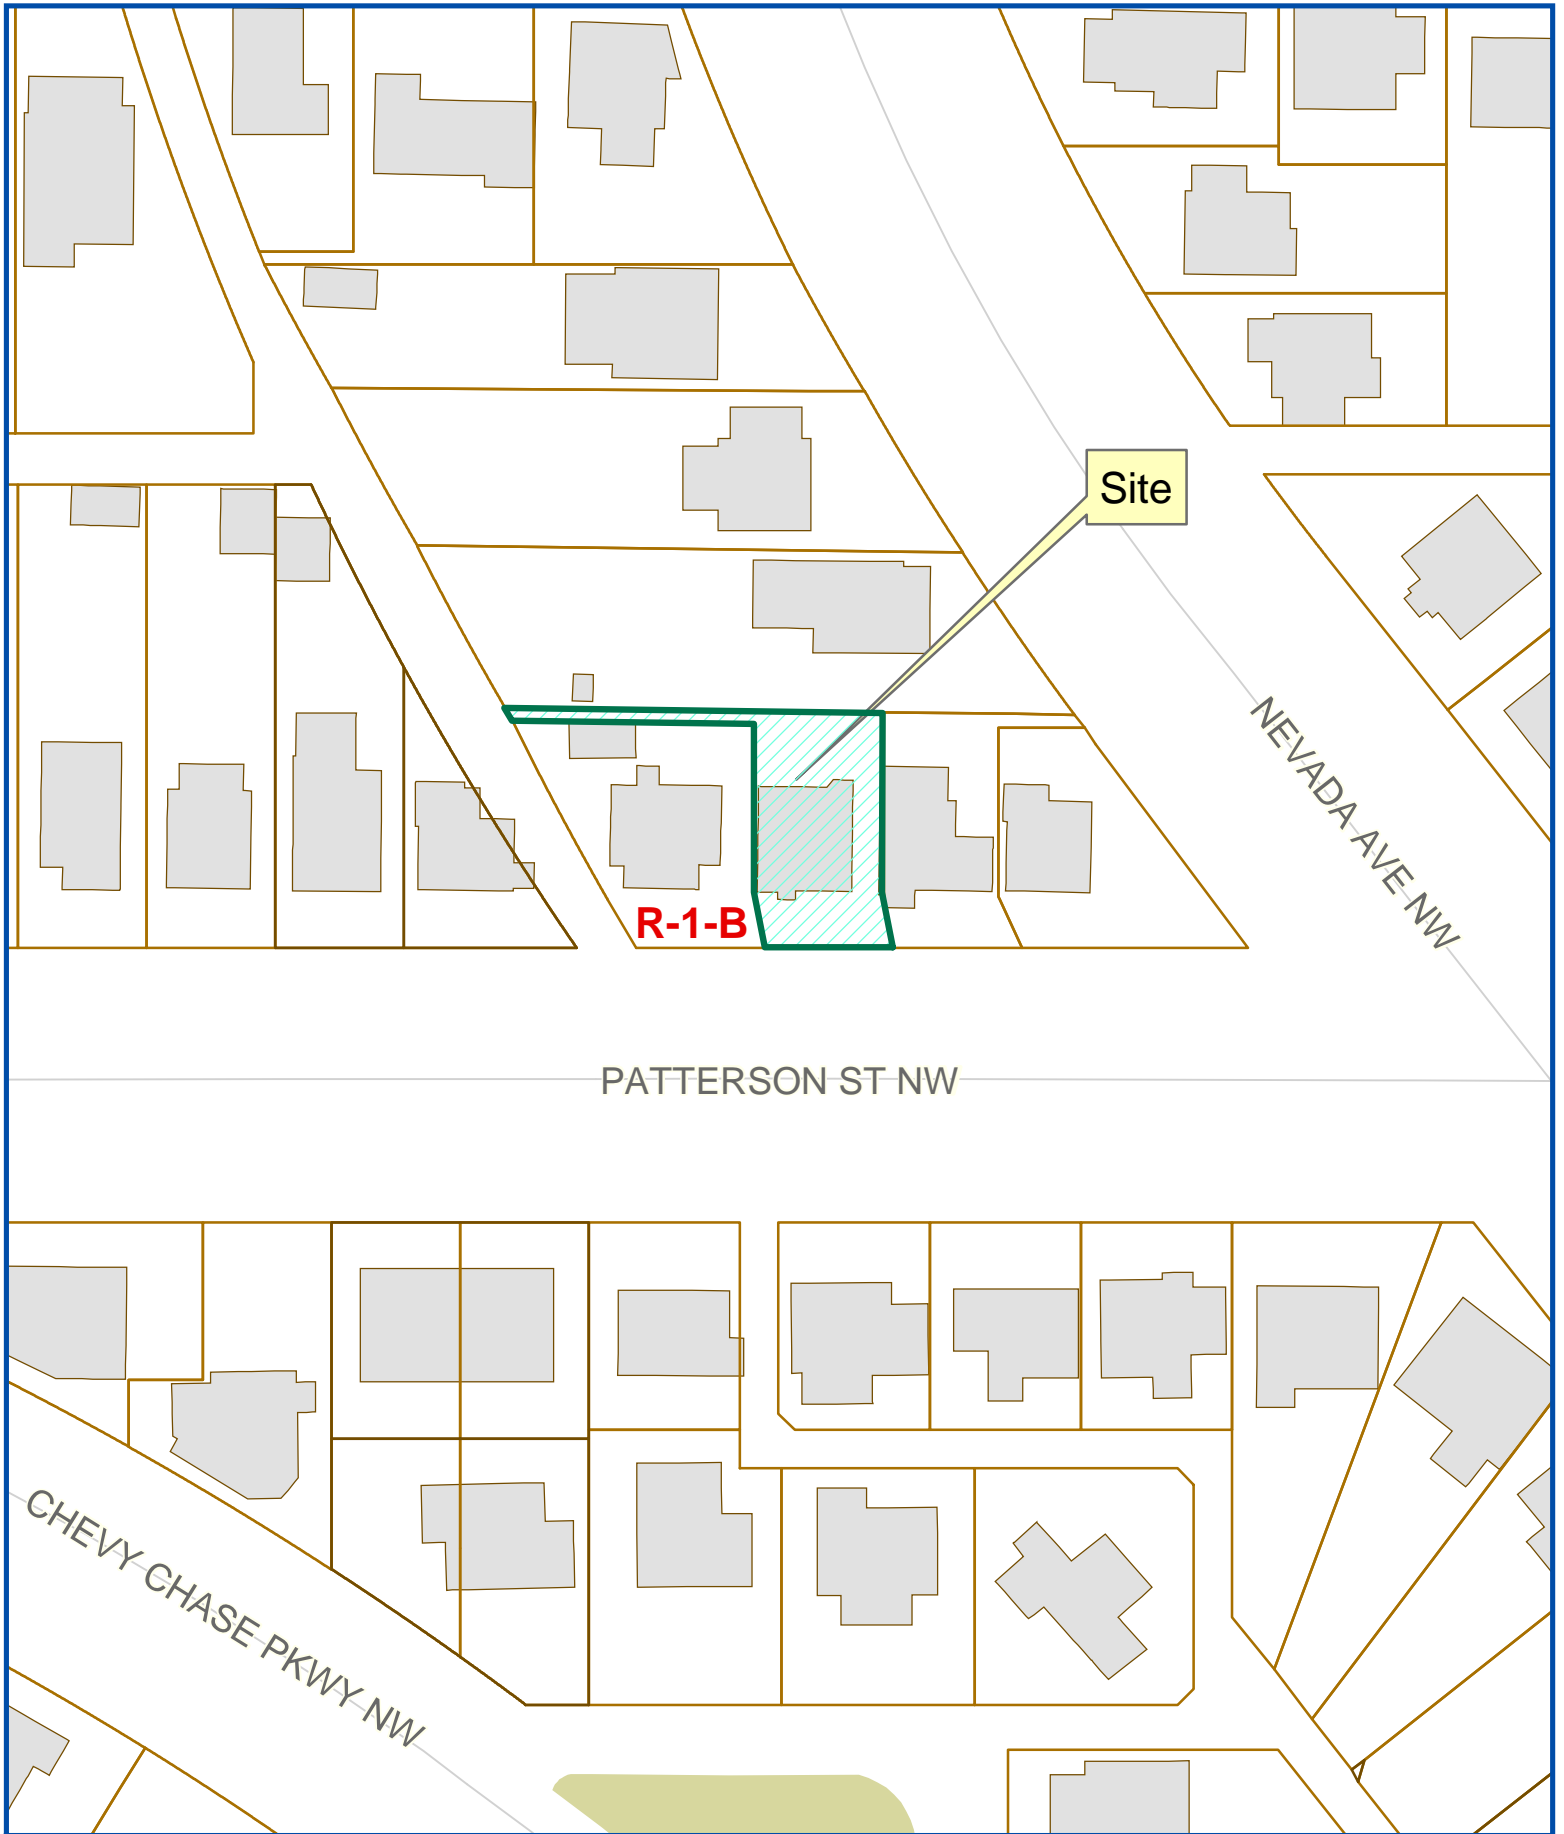 Site
NEVADA AVE NW
R-1-B
PATTERSON ST NW
CHEVY CHASE PKWY NW